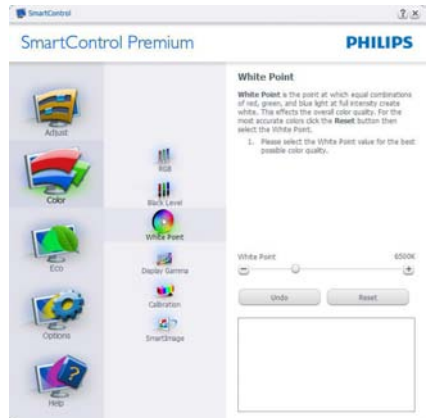 SmartControl
SmartControl Premium
PHILIPS
Adjust
Color
Eco
Options
Help
RGB
Black Level
White Point
Display Gamma
Calibration
SmartImage
White Point
White Point is the point at which equal combinations
of red, green, and blue light at full intensity create
white. This effects the overall color quality. For the
most accurate colors click the Reset button then
select the White Point.
1. Please select the White Point value for the best
possible color quality.
White Point 6500K
Undo Reset